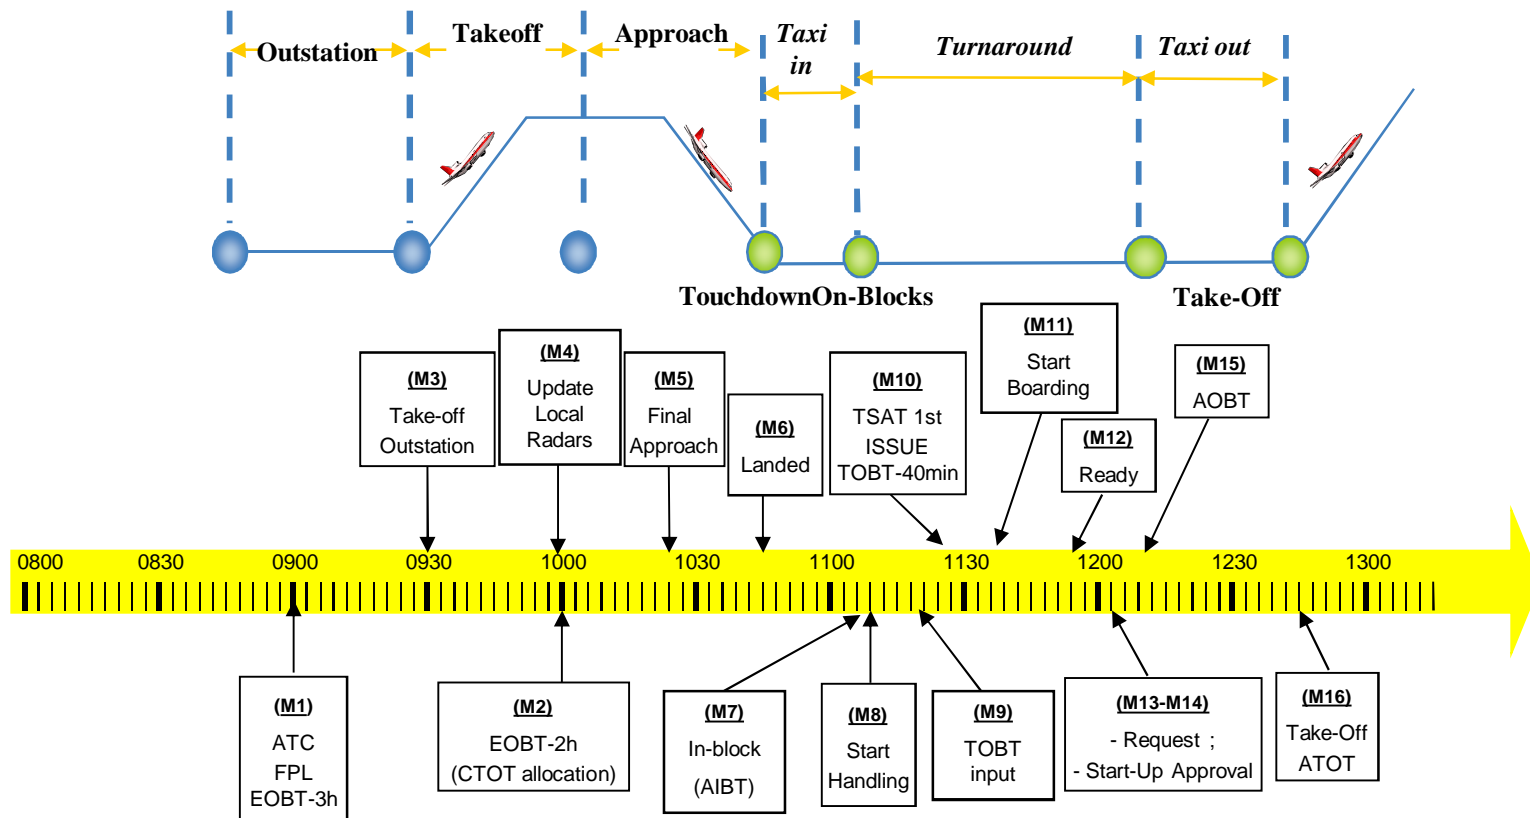 Outstation
Takeoff
Approach
Taxi
in
Turnaround
Taxi out
TouchdownOn-Blocks
Take-Off
(M3)
Take-off
Outstation
(M4)
Update
Local
Radars
(M5)
Final
Approach
(M6)
Landed
(M10)
TSAT 1st
ISSUE
TOBT-40min
(M11)
Start
Boarding
(M12)
Ready
(M15)
AOBT
0800 0830 0900 0930 1000 1030 1100 1130 1200 1230 1300
(M1)
ATC
FPL
EOBT-3h
(M2)
EOBT-2h
(CTOT allocation)
(M7)
In-block
(AIBT)
(M8)
Start
Handling
(M9)
TOBT
input
(M13-M14)
- Request ;
- Start-Up Approval
(M16)
Take-Off
ATOT